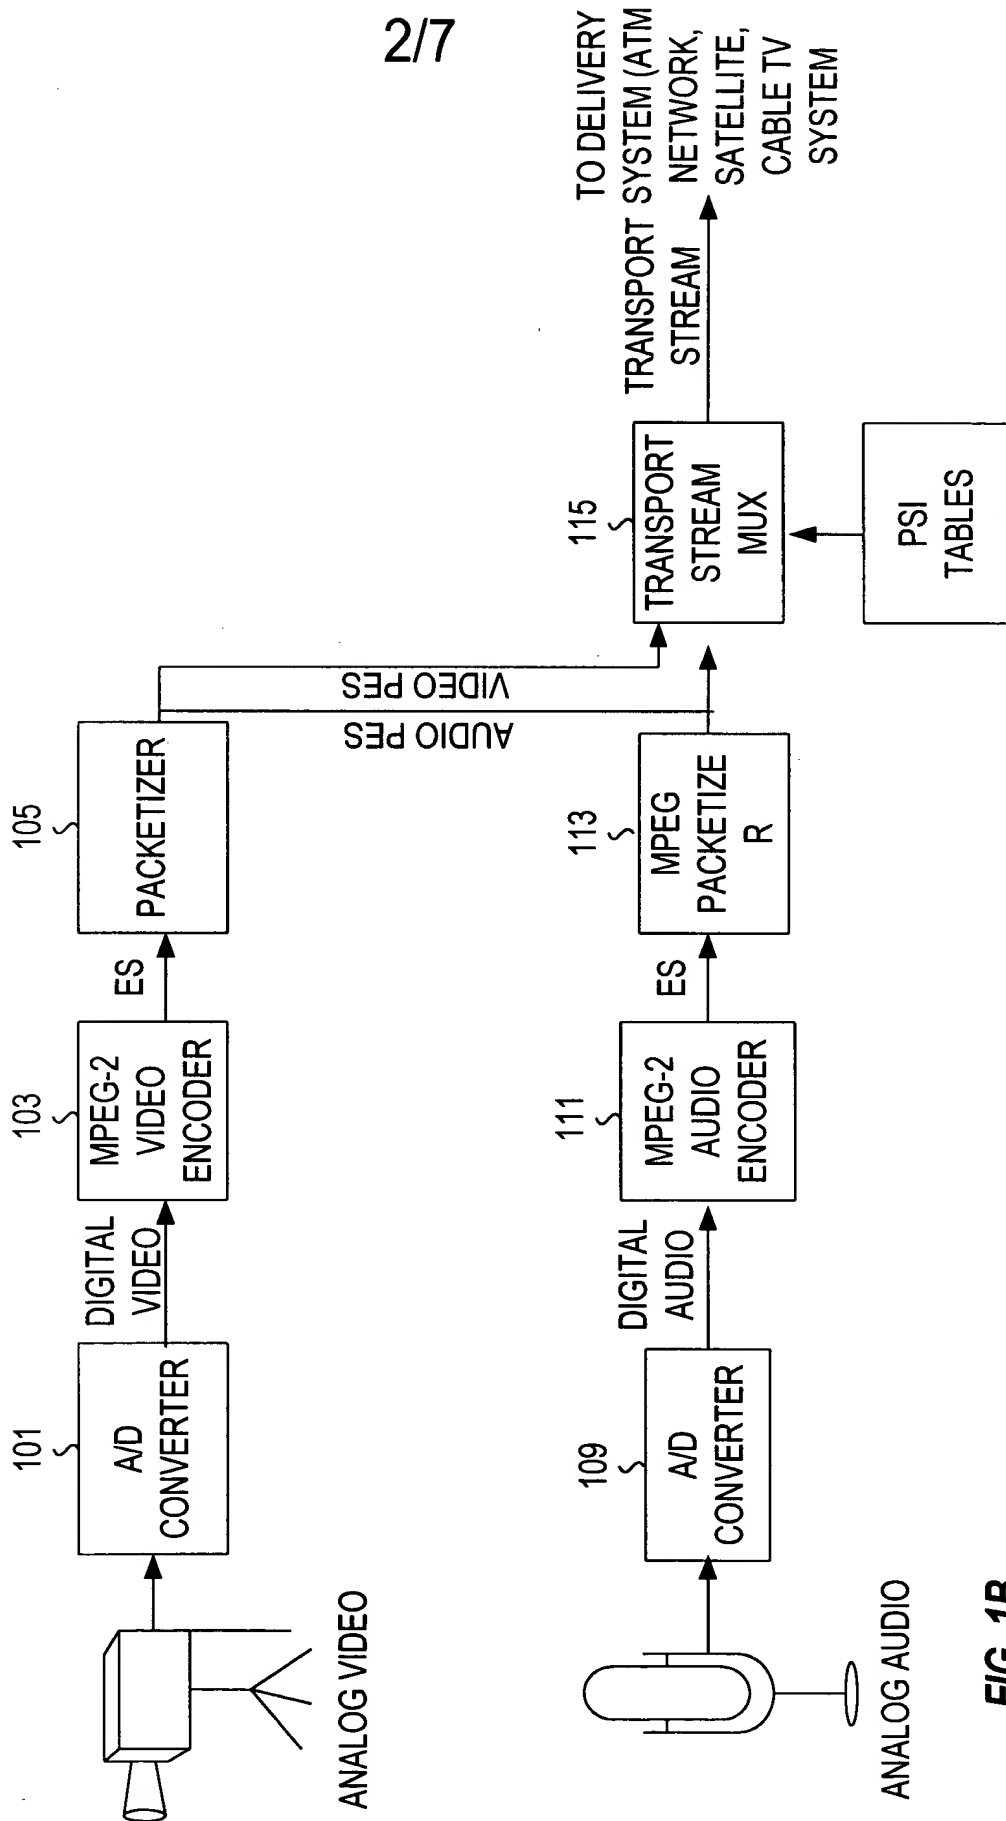 2/7
101
A/D
CONVERTER
DIGITAL
VIDEO
103
MPEG-2
VIDEO
ENCODER
ES
105
PACKETIZER
ANALOG VIDEO
VIDEO PES
AUDIO PES
109
A/D
CONVERTER
DIGITAL
AUDIO
111
MPEG-2
AUDIO
ENCODER
ES
113
MPEG
PACKETIZE
R
115
TRANSPORT
STREAM
MUX
TRANSPORT
STREAM
TO DELIVERY
SYSTEM (ATM
NETWORK,
SATELLITE,
CABLE TV
SYSTEM
PSI
TABLES
ANALOG AUDIO
FIG. 1B